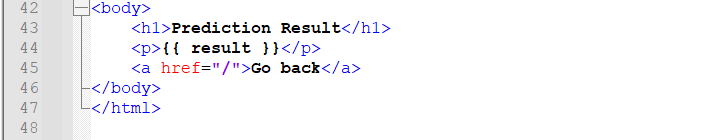 42 <body>
43 <h1>Prediction Result</h1>
44 <p>{{ result }}</p>
45 <a href="/">Go back</a>
46 </body>
47 </html>
48